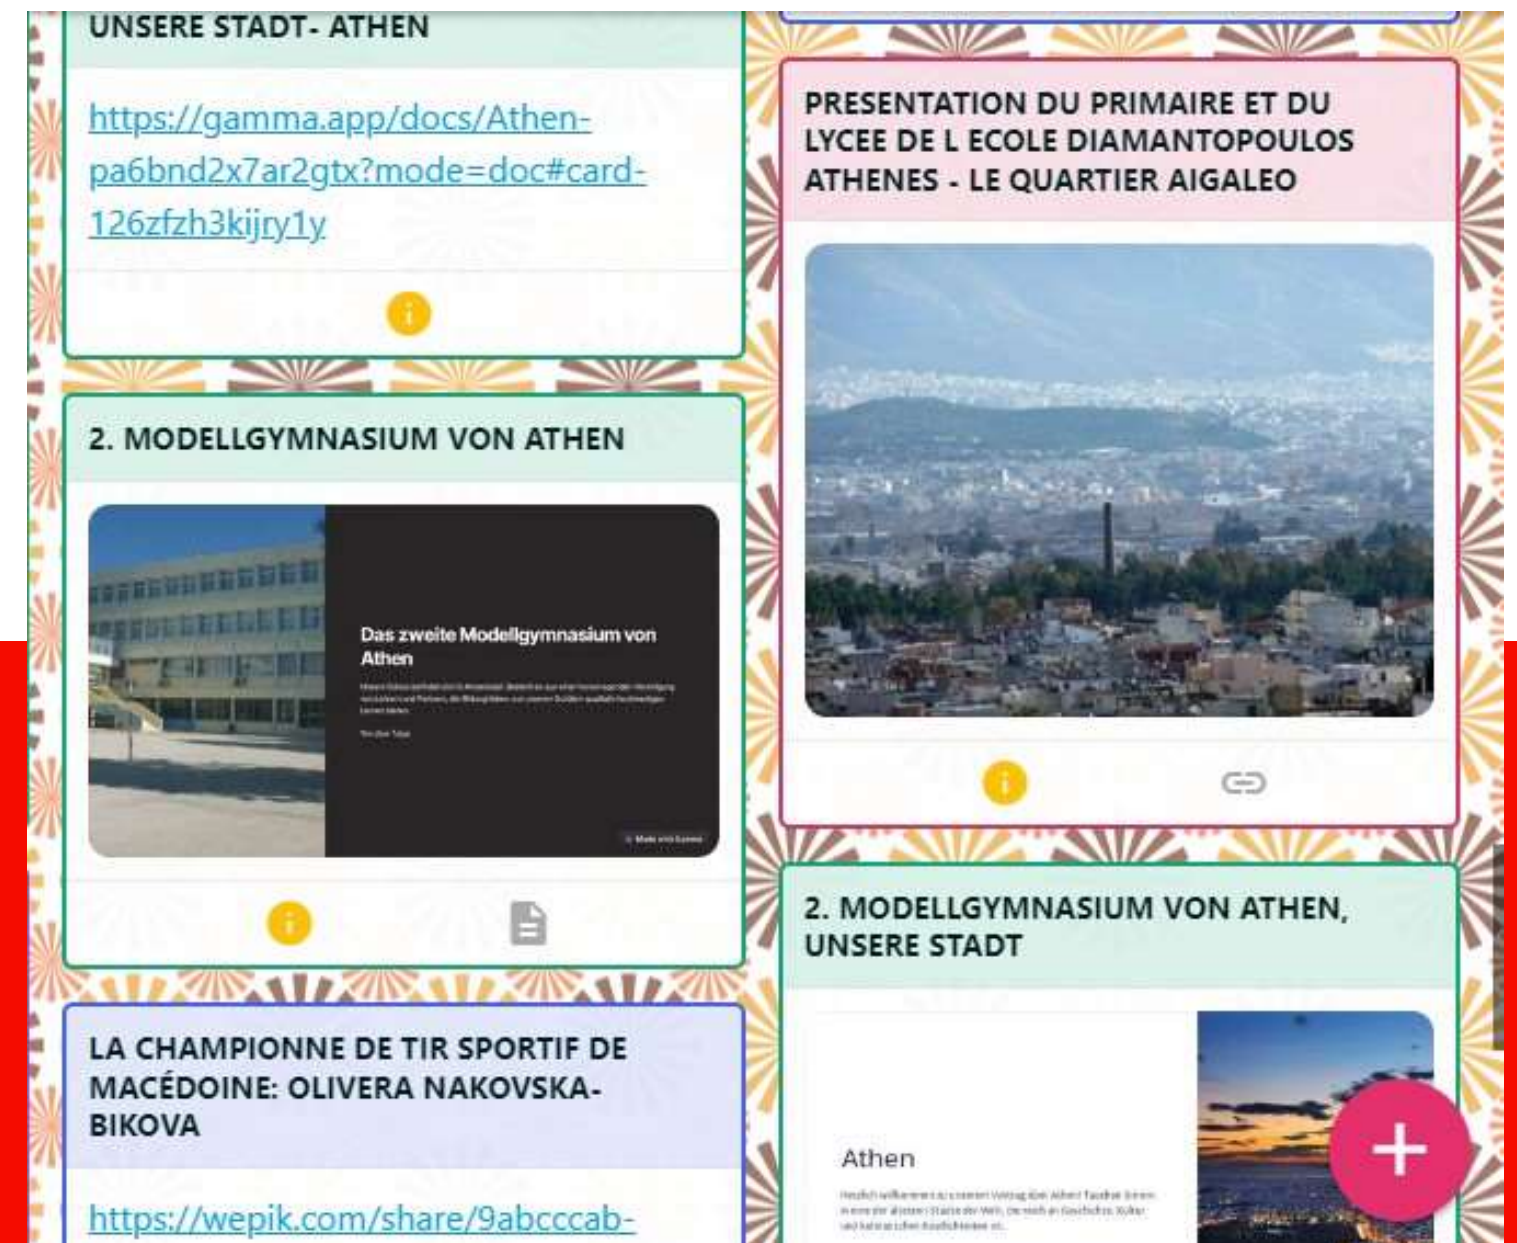 UNSERE STADT- ATHEN
https://gamma.app/docs/Athen-
pa6bnd2x7ar2gtx?mode=doc#card-
126zfzh3kijry1y
2. MODELLGYMNASIUM VON ATHEN
Das zweite Modellgymnasium von
Athen
Made with Gamma
LA CHAMPIONNE DE TIR SPORTIF DE
MACÉDOINE: OLIVERA NAKOVSKA-
BIKOVA
https://wepik.com/share/9abcccab-
PRESENTATION DU PRIMAIRE ET DU
LYCEE DE L ECOLE DIAMANTOPOULOS
ATHENES - LE QUARTIER AIGALEO
2. MODELLGYMNASIUM VON ATHEN,
UNSERE STADT
Athen